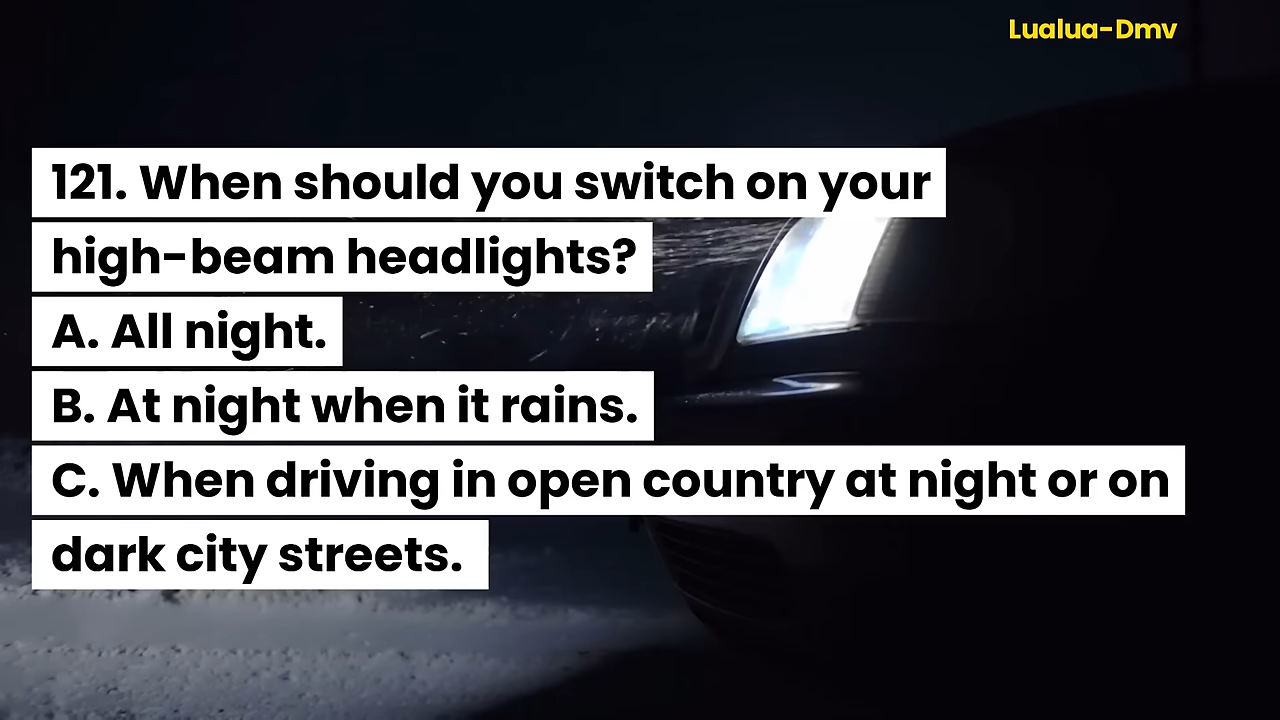 Lualua-Dmv
121. When should you switch on your
high-beam headlights?
A. All night.
B. At night when it rains.
C. When driving in open country at night or on
dark city streets.